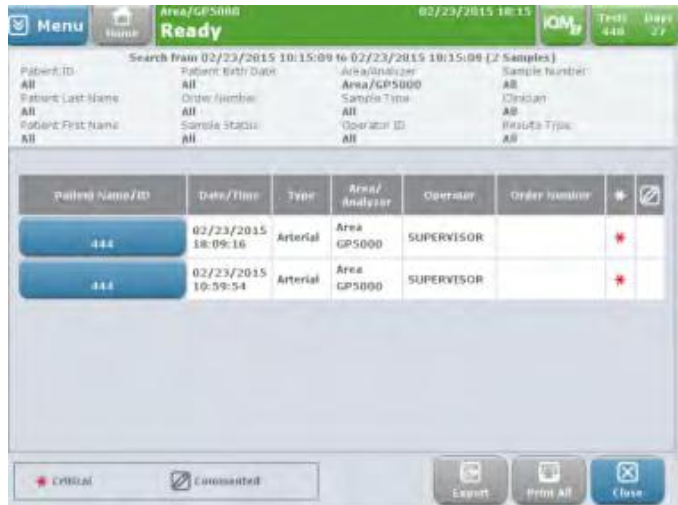 Menu
Home
Area/GP5000
Ready
02/23/2015 18:15
iQM2
Tests
440
Days
27
Search from 02/23/2015 10:15:09 to 02/23/2015 18:15:09 (2 Samples)
Patient ID
All
Patient Birth Date
All
Area/Analyzer
Area/GP5000
Sample Number
All
Patient Last Name
All
Order Number
All
Sample Time
All
Clinician
All
Patient First Name
All
Sample Status
All
Operator ID
All
Results Type
All
Patient Name/ID
Date/Time
Type
Area/
Analyzer
Operator
Order Number
444
02/23/2015
18:09:16
Arterial
Area
GP5000
SUPERVISOR
444
02/23/2015
10:59:54
Arterial
Area
GP5000
SUPERVISOR
Critical
Commented
Export
Print All
Close